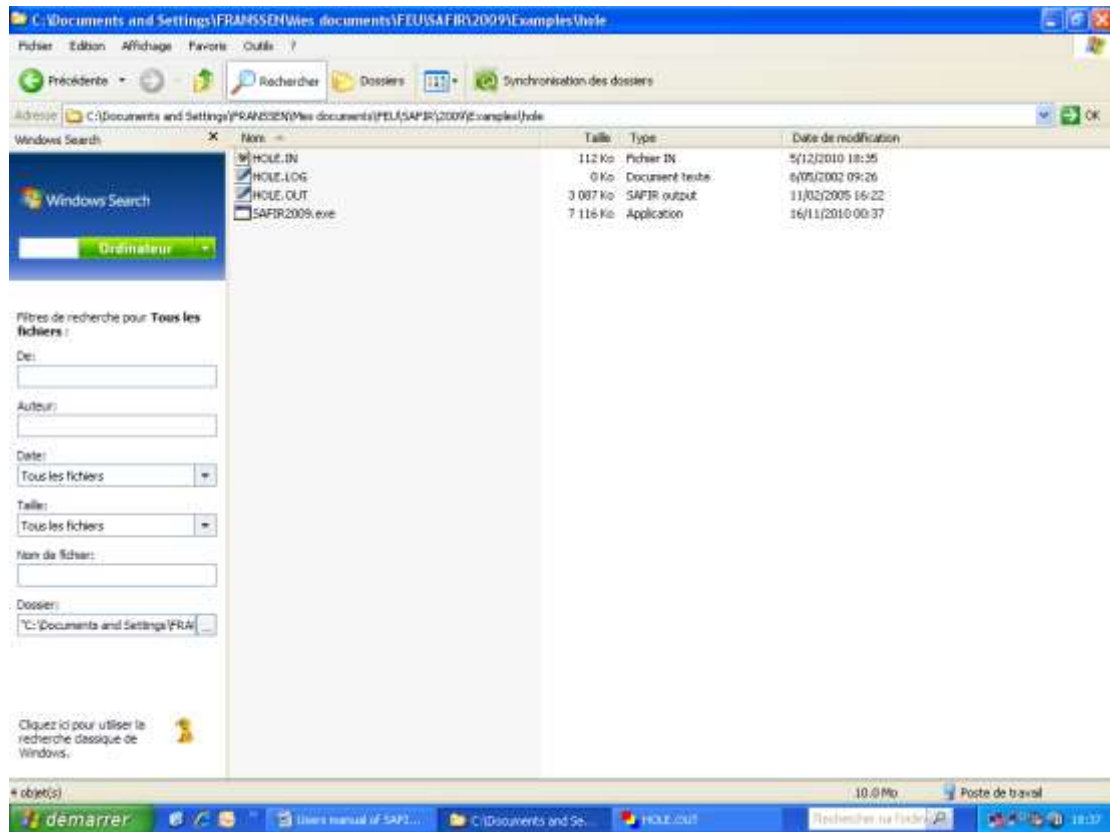 C:\Documents and Settings\FRANSSEN\Mes documents\FEU\SAFIR\2009\Examples\hole
Fichier Edition Affichage Favoris Outils ?
Précédente Rechercher Dossiers Synchronisation des dossiers
Adresse C:\Documents and Settings\FRANSSEN\Mes documents\FEU\SAFIR\2009\Examples\hole OK
Windows Search Nom Taille Type Date de modification
HOLE.IN 112 Ko Fichier IN 5/12/2010 18:35
HOLE.LOG 0 Ko Document texte 6/05/2002 09:26
HOLE.OUT 3 087 Ko SAFIR output 11/02/2005 16:22
SAFIR2009.exe 7 116 Ko Application 16/11/2010 00:37
Windows Search
Ordinateur
Filtres de recherche pour Tous les
fichiers :
De:
Auteur:
Date:
Tous les fichiers
Taille:
Tous les fichiers
Nom de fichier:
Dossier:
"C:\Documents and Settings\FRA ...
Cliquez ici pour utiliser la
recherche classique de
Windows.
4 objet(s) 10.0 Mo Poste de travail
démarrer Users manual of SAFI... C:\Documents and Se... HOLE.OUT 18:37